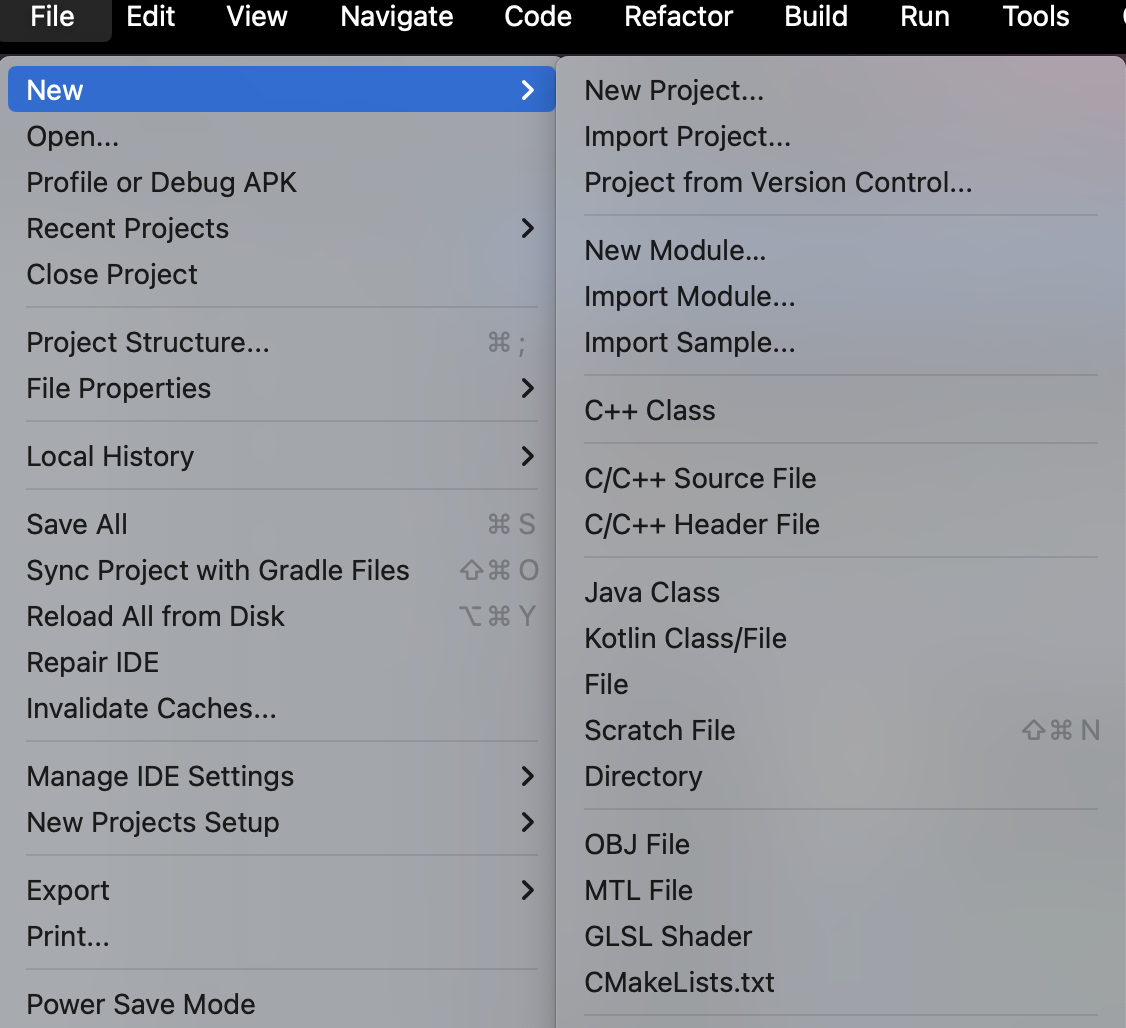 File Edit View Navigate Code Refactor Build Run Tools
New
Open...
Profile or Debug APK
Recent Projects
Close Project
Project Structure... ⌘ ;
File Properties
Local History
Save All ⌘ S
Sync Project with Gradle Files ⇧⌘ O
Reload All from Disk ⌥⌘ Y
Repair IDE
Invalidate Caches...
Manage IDE Settings
New Projects Setup
Export
Print...
Power Save Mode
New Project...
Import Project...
Project from Version Control...
New Module...
Import Module...
Import Sample...
C++ Class
C/C++ Source File
C/C++ Header File
Java Class
Kotlin Class/File
File
Scratch File ⇧⌘ N
Directory
OBJ File
MTL File
GLSL Shader
CMakeLists.txt